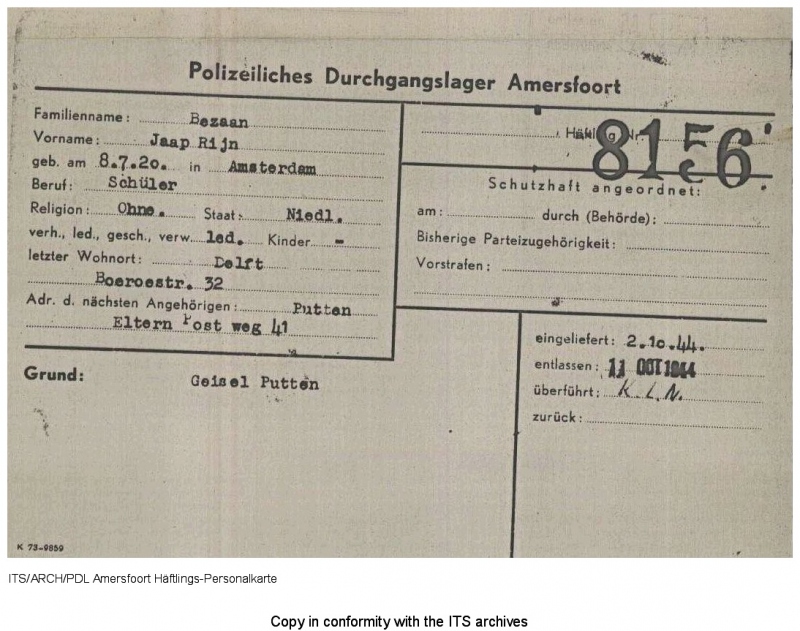 Polizeiliches Durchgangslager Amersfoort
Familienname: Bezaan
Vorname: Jaap Rijn
geb. am 8.7.20. in Amsterdam
Beruf: Schüler
Religion: Ohne. Staat: Niedl.
verh., led., gesch., verw. led. Kinder -
letzter Wohnort: Delft
Boeroestr. 32
Adr. d. nächsten Angehörigen: Putten
Eltern Post weg 41
Häftling Nr. 8156
Schutzhaft angeordnet:
am: durch (Behörde):
Bisherige Parteizugehörigkeit:
Vorstrafen:
Grund: Geisel Putten
eingeliefert: 2.10.44.
entlassen: 11 OCT 1944
überführt: K.L.N.
zurück:
K 73-9859
ITS/ARCH/PDL Amersfoort Häftlings-Personalkarte
Copy in conformity with the ITS archives